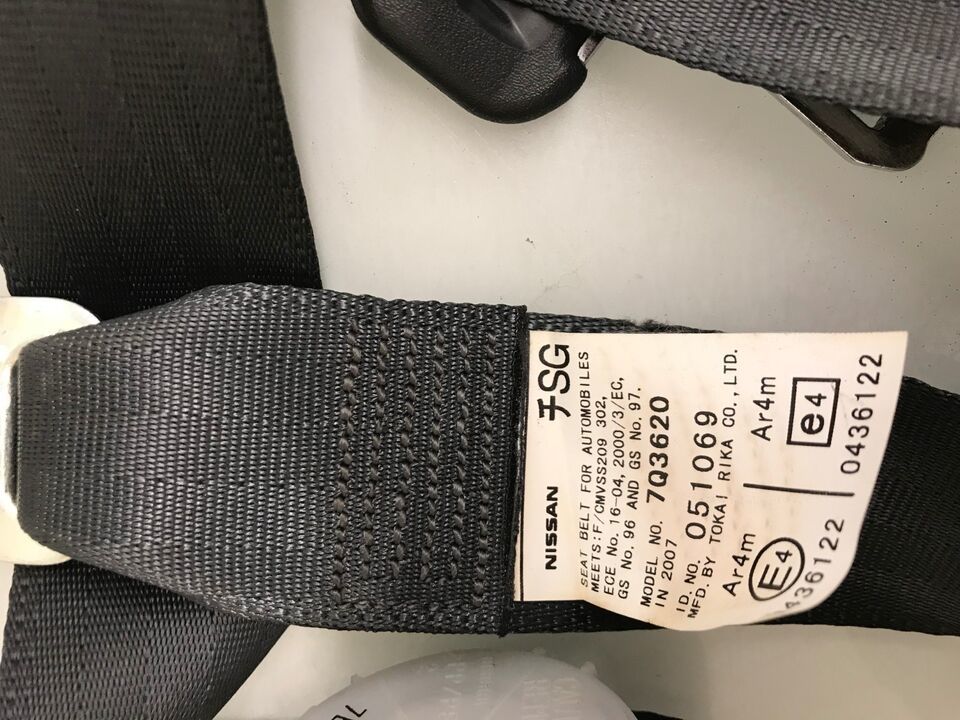 NISSAN チSG
SEAT BELT FOR AUTOMOBILES
MEETS:F/CMVSS209 302,
ECE No. 16-04, 2000/3/EC,
GS No. 96 AND GS No. 97.
MODEL NO. 7Q3620
IN 2007
ID.NO. 051069
MFD. BY TOKAI RIKA CO.,LTD.
Ar4m Ar4m
E4 e4
436122 0436122